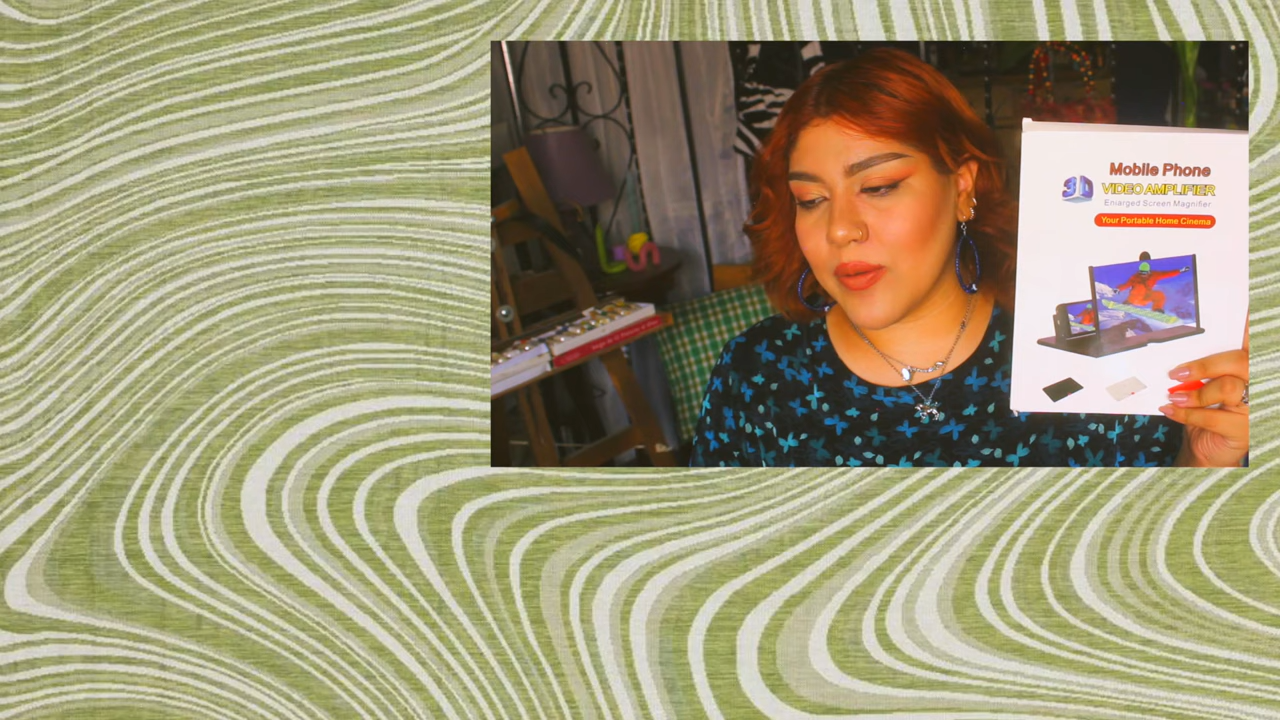 Mobile Phone
3D
VIDEO AMPLIFIER
Enlarged Screen Magnifier
Your Portable Home Cinema